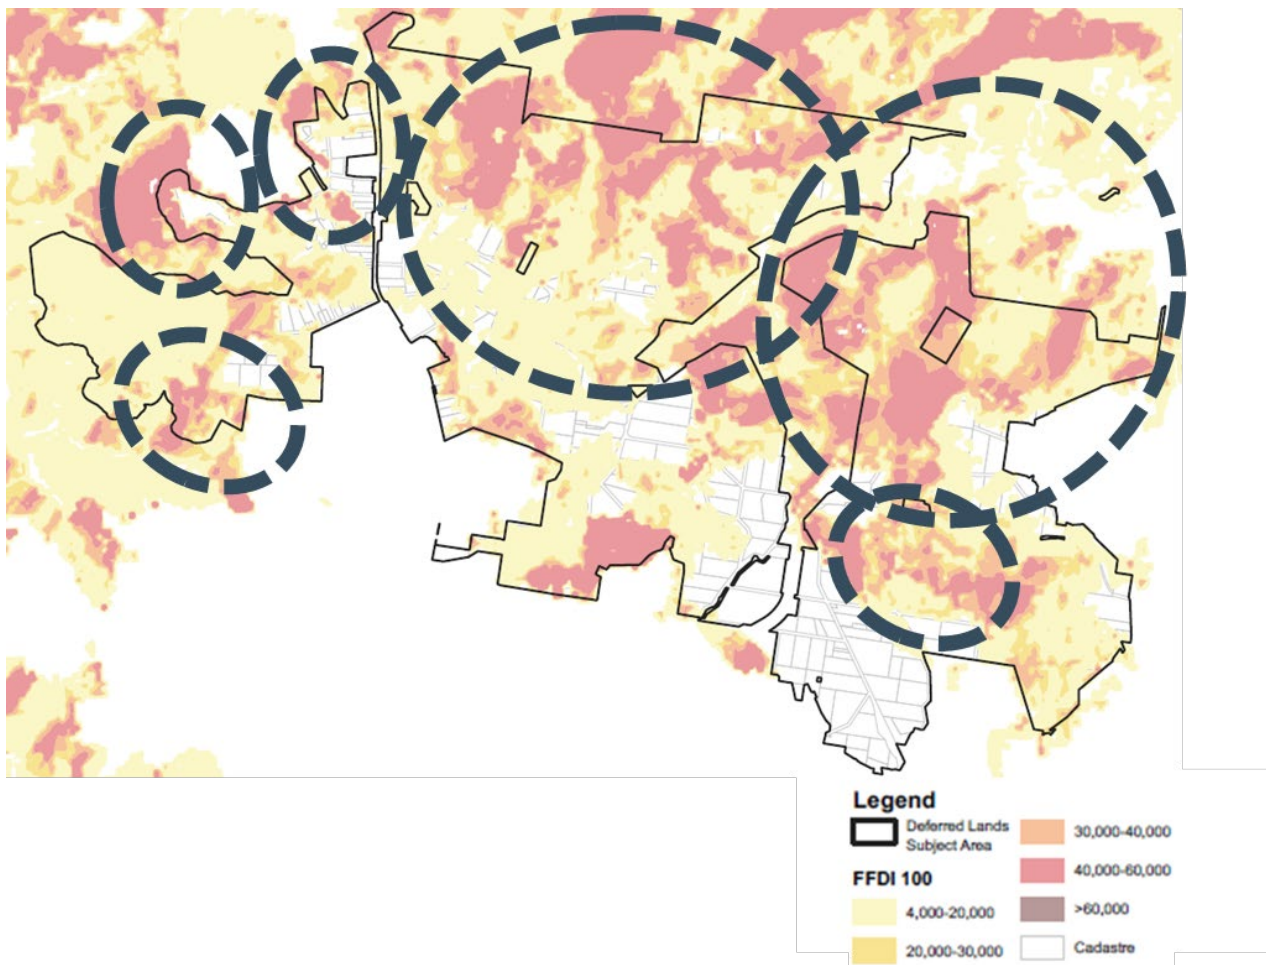 Legend
Deferred Lands
Subject Area
FFDI 100
4,000-20,000
20,000-30,000
30,000-40,000
40,000-60,000
>60,000
Cadastre